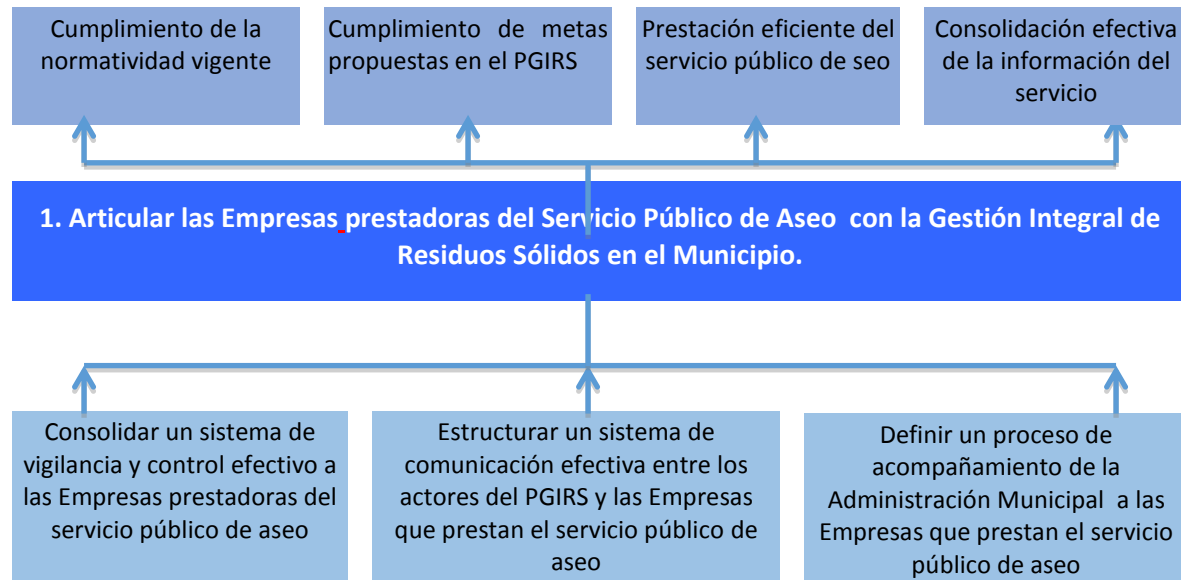 Cumplimiento de la
normatividad vigente
Cumplimiento de metas
propuestas en el PGIRS
Prestación eficiente del
servicio público de seo
Consolidación efectiva
de la información del
servicio
1. Articular las Empresas prestadoras del Servicio Público de Aseo con la Gestión Integral de
Residuos Sólidos en el Municipio.
Consolidar un sistema de
vigilancia y control efectivo a
las Empresas prestadoras del
servicio público de aseo
Estructurar un sistema de
comunicación efectiva entre los
actores del PGIRS y las Empresas
que prestan el servicio público de
aseo
Definir un proceso de
acompañamiento de la
Administración Municipal a las
Empresas que prestan el servicio
público de aseo